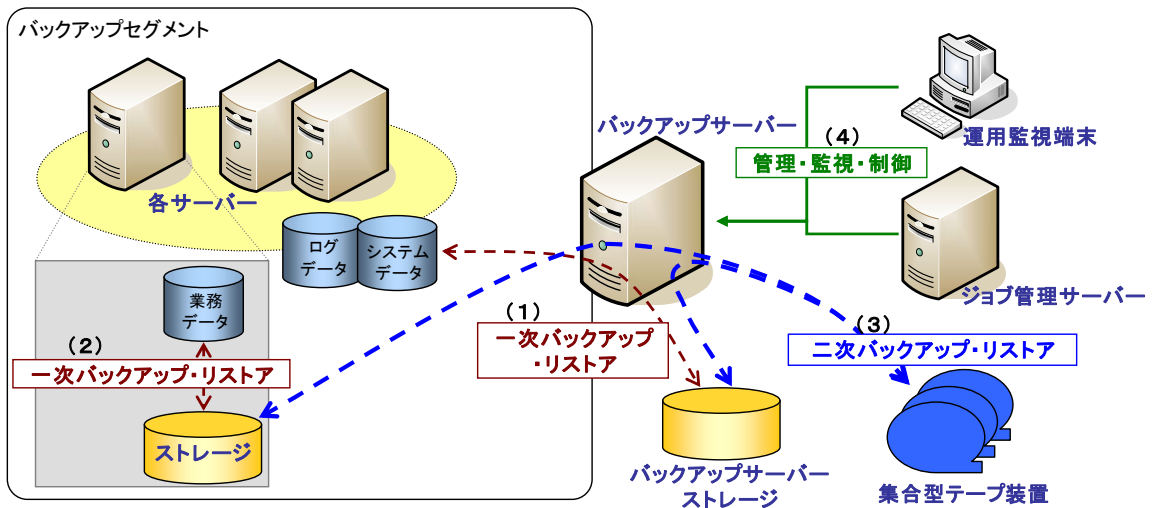 バックアップセグメント
各サーバー
ログ
データ
システム
データ
業務
データ
(2)
一次バックアップ・リストア
ストレージ
(1)
一次バックアップ
・リストア
バックアップサーバー
(4)
管理・監視・制御
運用監視端末
ジョブ管理サーバー
(3)
二次バックアップ・リストア
バックアップサーバー
ストレージ
集合型テープ装置